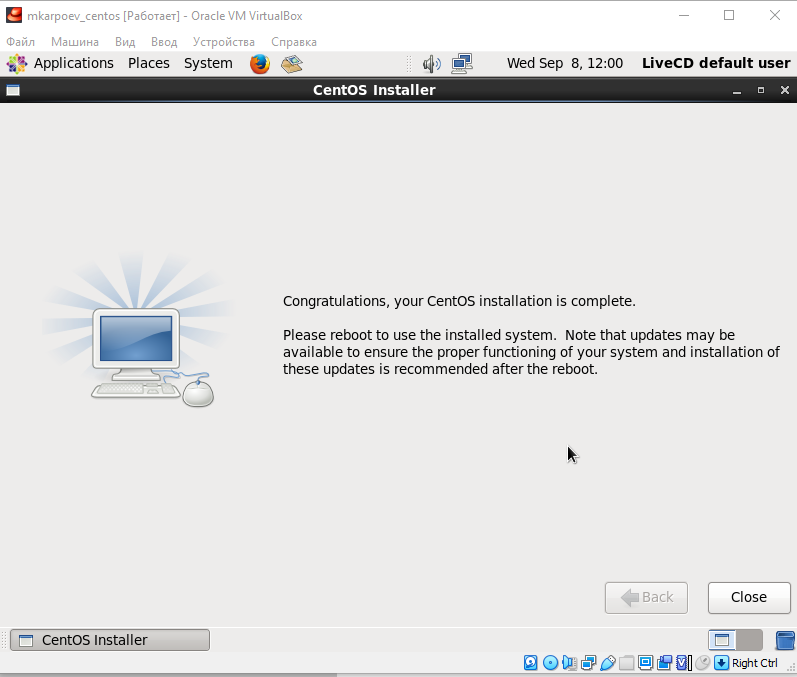 mkarpoev_centos [Работает] - Oracle VM VirtualBox
Файл Машина Вид Ввод Устройства Справка
Applications Places System Wed Sep 8, 12:00 LiveCD default user
CentOS Installer
Congratulations, your CentOS installation is complete.
Please reboot to use the installed system. Note that updates may be
available to ensure the proper functioning of your system and installation of
these updates is recommended after the reboot.
Back Close
CentOS Installer
Right Ctrl